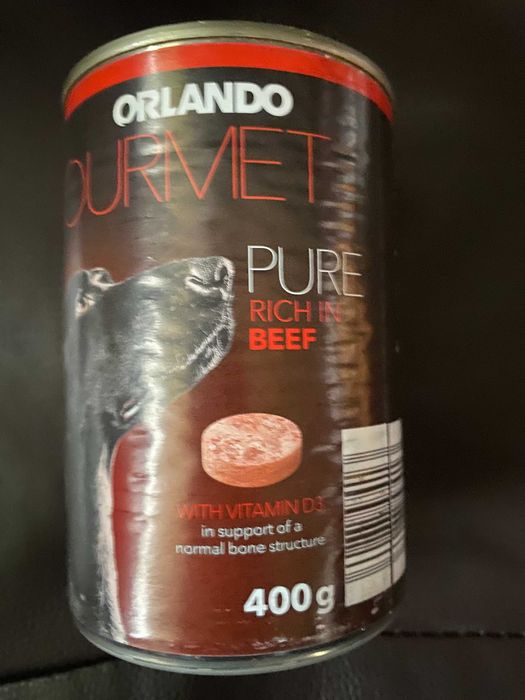 ORLANDO
OURMET
PURE
RICH IN
BEEF
WITH VITAMIN D3
in support of a
normal bone structure
400g